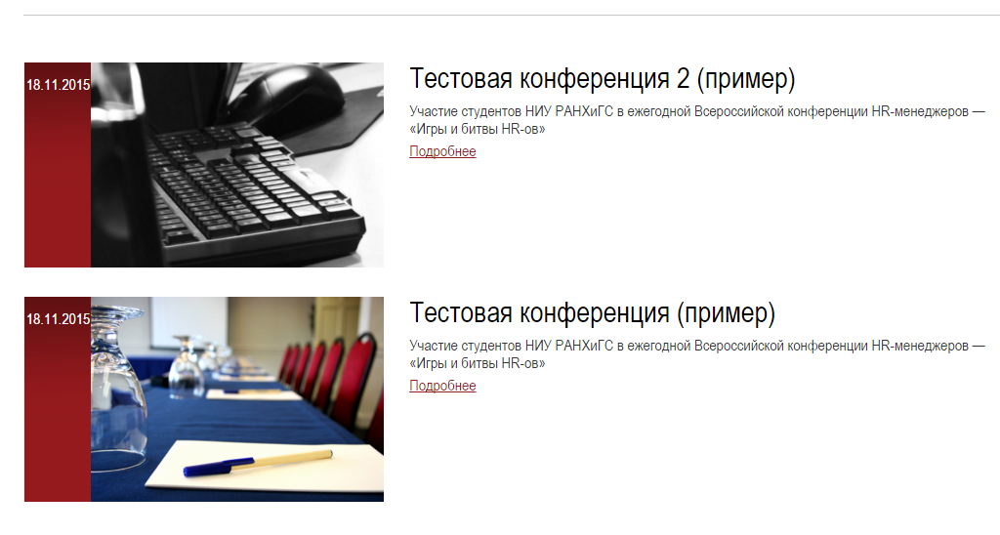 18.11.2015
Тестовая конференция 2 (пример)
Участие студентов НИУ РАНХиГС в ежегодной Всероссийской конференции HR-менеджеров —
«Игры и битвы HR-ов»
Подробнее
18.11.2015
Тестовая конференция (пример)
Участие студентов НИУ РАНХиГС в ежегодной Всероссийской конференции HR-менеджеров —
«Игры и битвы HR-ов»
Подробнее